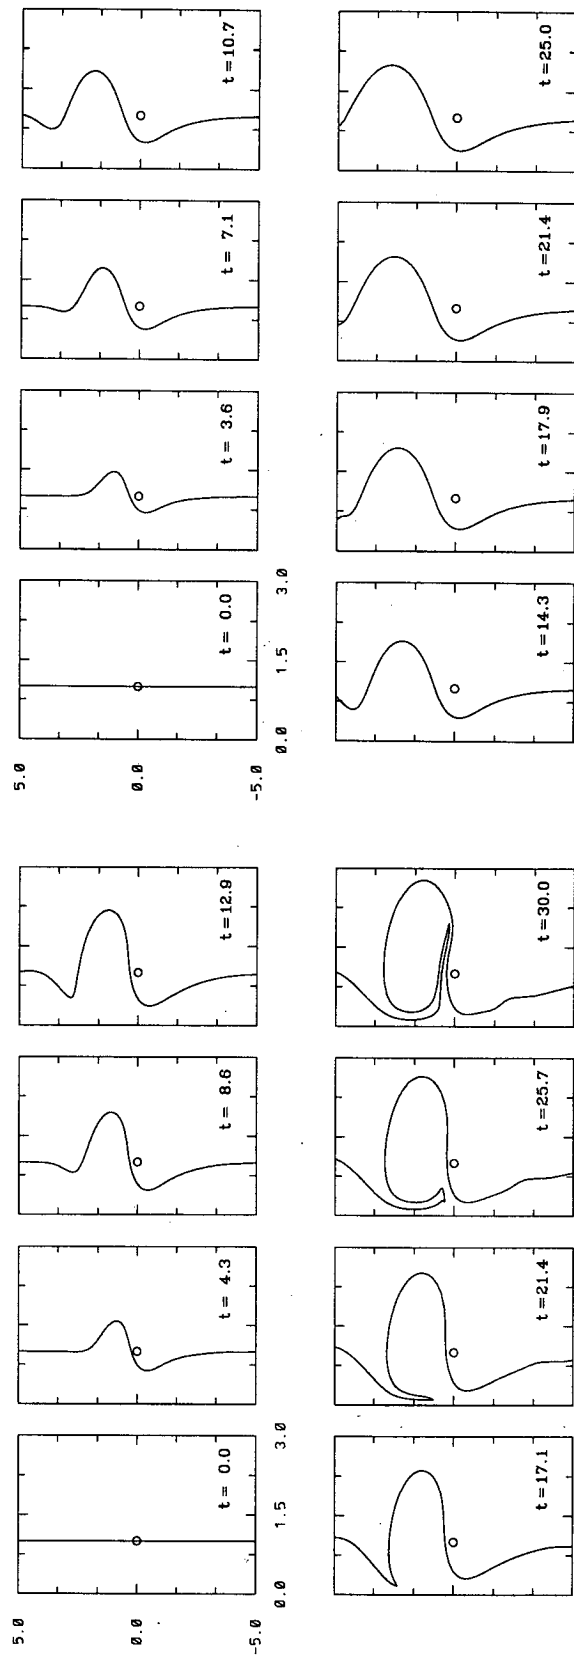 5.0
0.0
-5.0
t= 0.0
t= 4.3
t= 8.6
t=12.9
0.0
1.5
3.0
t=17.1
t=21.4
t=25.7
t=30.0
5.0
0.0
-5.0
t= 0.0
t= 3.6
t= 7.1
t=10.7
0.0
1.5
3.0
t=14.3
t=17.9
t=21.4
t=25.0